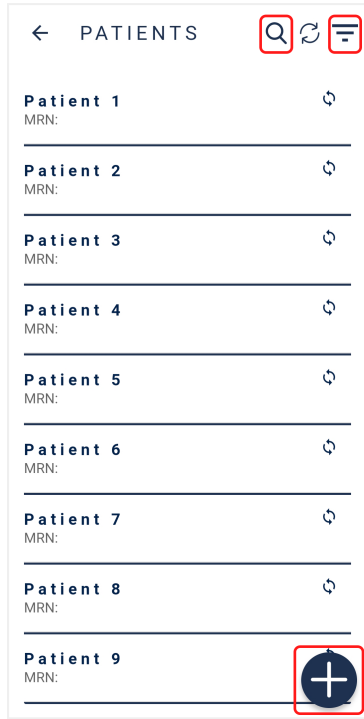 PATIENTS
Patient 1
MRN:
Patient 2
MRN:
Patient 3
MRN:
Patient 4
MRN:
Patient 5
MRN:
Patient 6
MRN:
Patient 7
MRN:
Patient 8
MRN:
Patient 9
MRN: